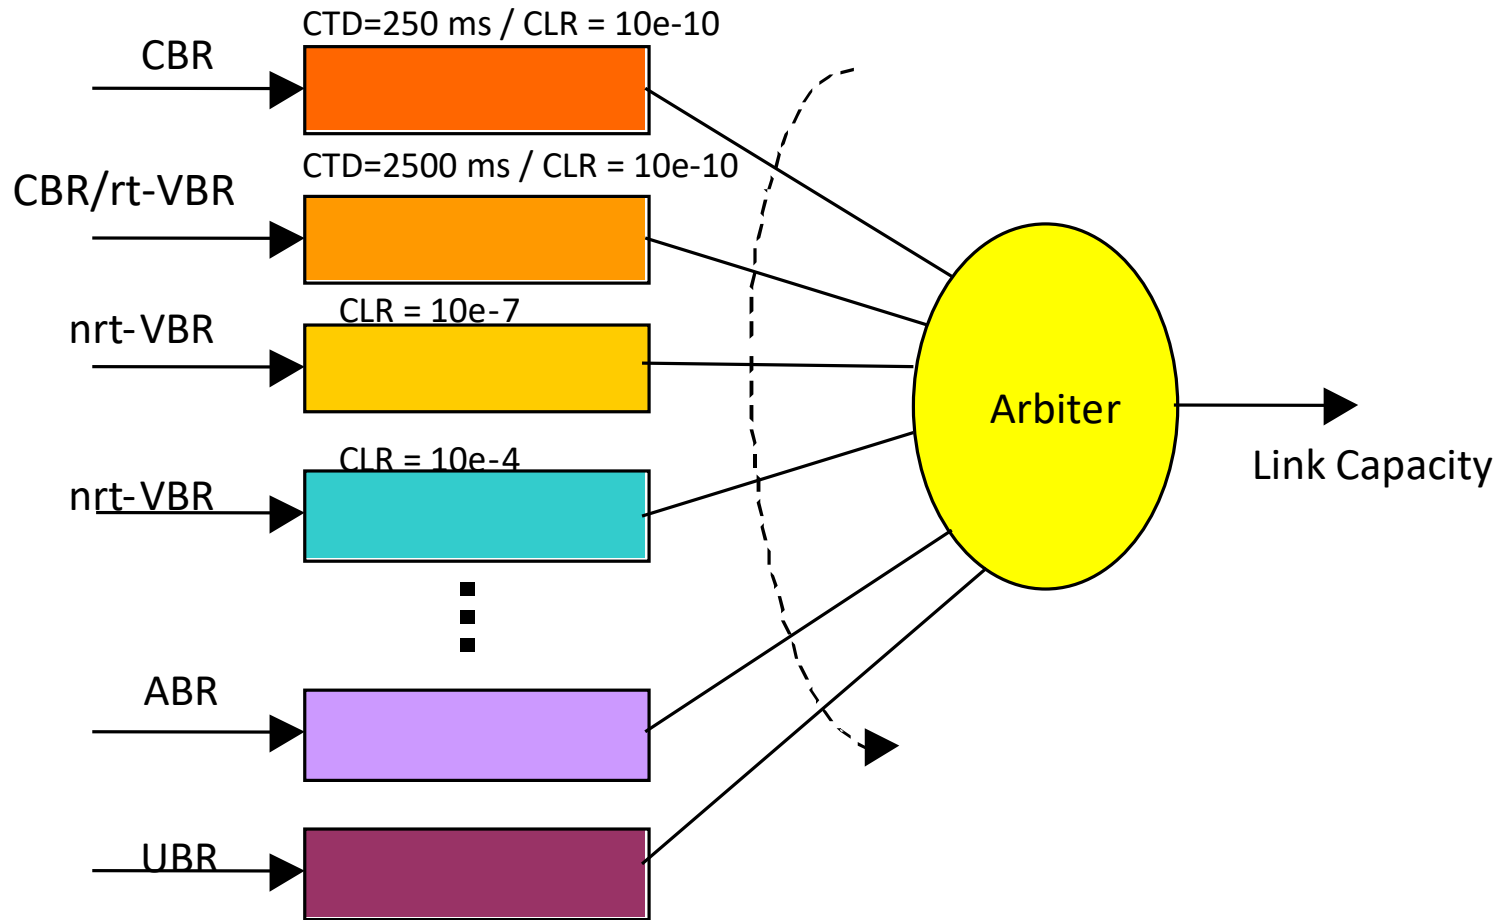 CTD=250 ms / CLR = 10e-10
CBR
CTD=2500 ms / CLR = 10e-10
CBR/rt-VBR
CLR = 10e-7
nrt-VBR
CLR = 10e-4
nrt-VBR
Arbiter
Link Capacity
ABR
UBR